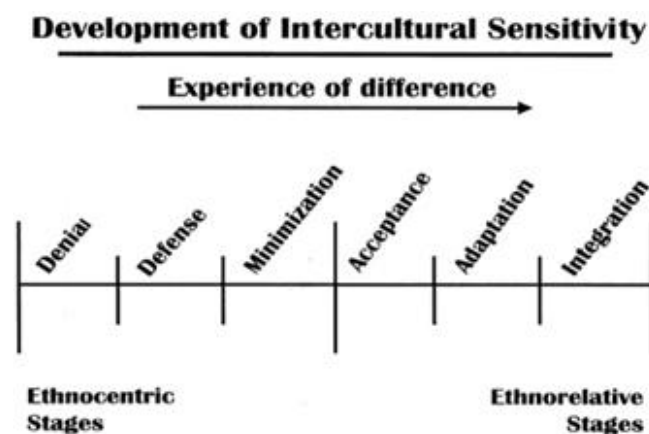 Development of Intercultural Sensitivity
Experience of difference
Denial
Defense
Minimization
Acceptance
Adaptation
Integration
Ethnocentric
Stages
Ethnorelative
Stages